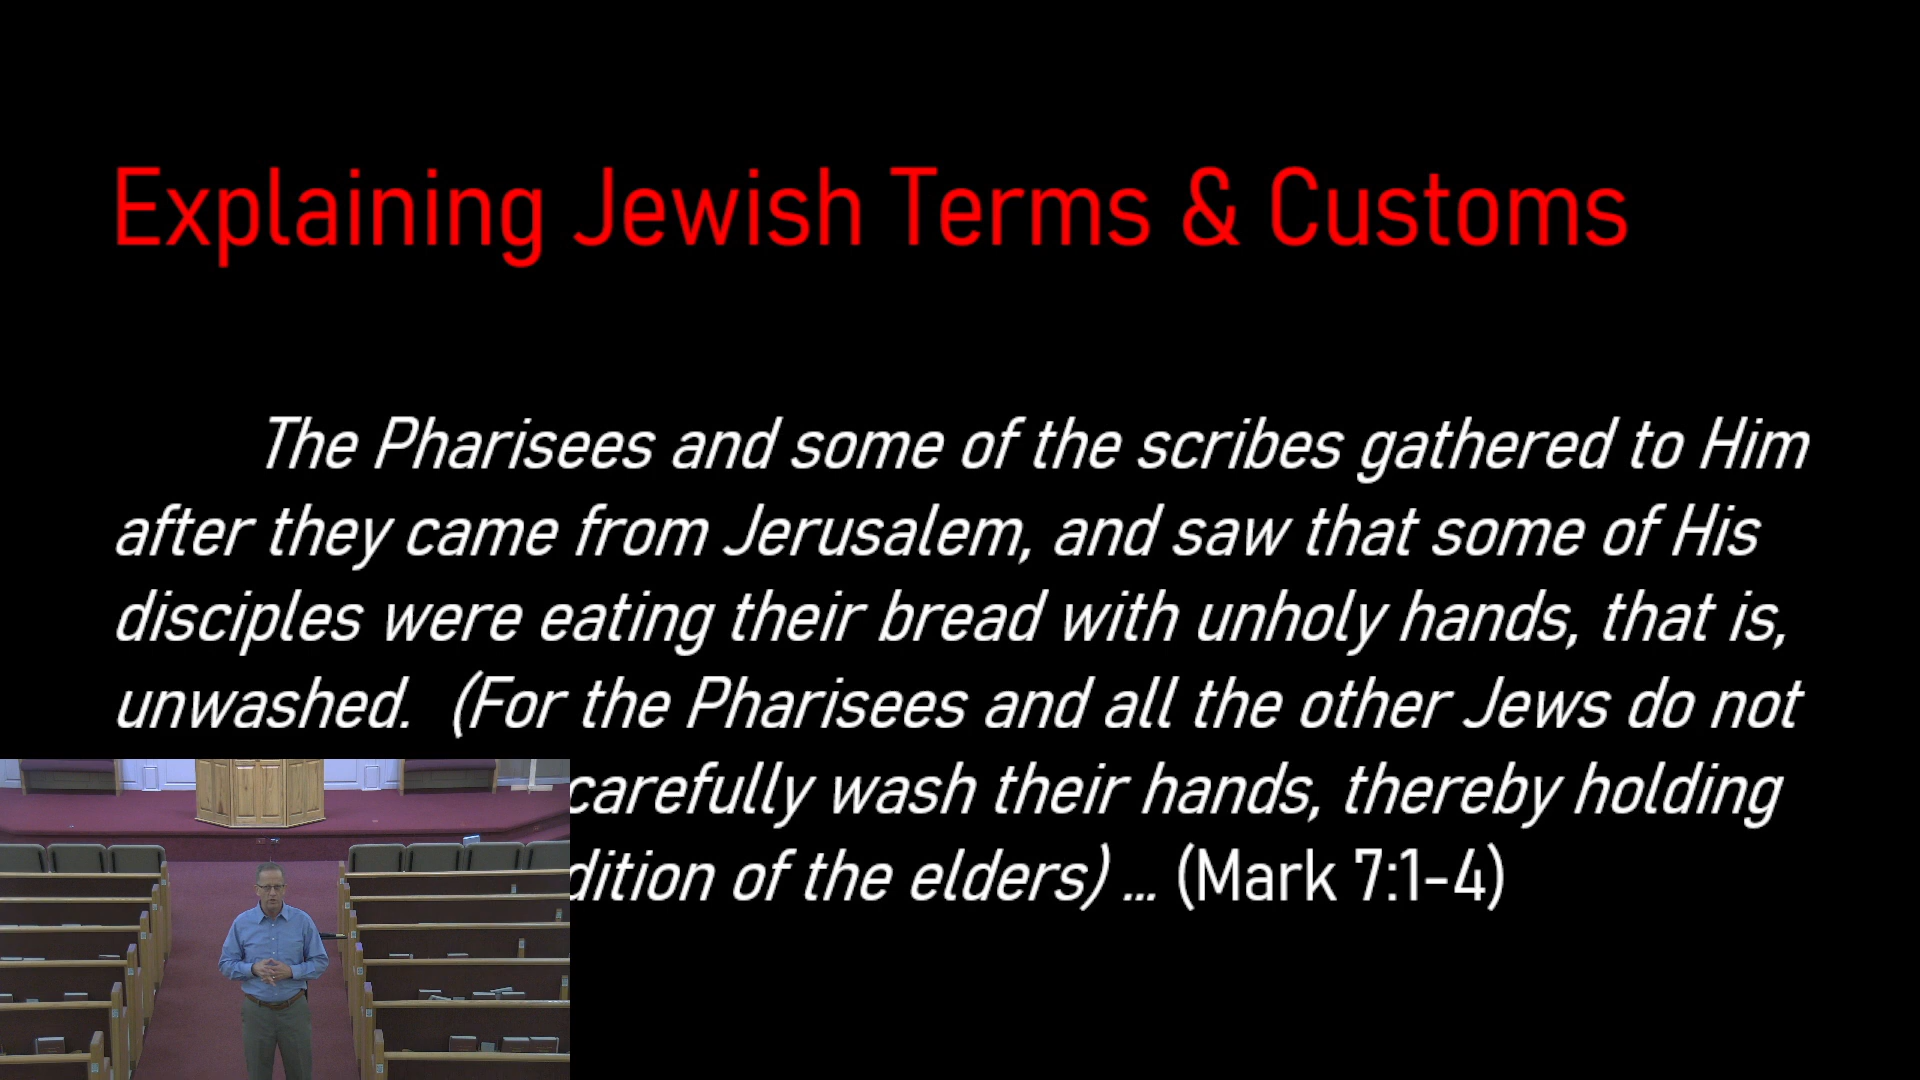 Explaining Jewish Terms & Customs
The Pharisees and some of the scribes gathered to Him
after they came from Jerusalem, and saw that some of His
disciples were eating their bread with unholy hands, that is,
unwashed. (For the Pharisees and all the other Jews do not
carefully wash their hands, thereby holding
dition of the elders) ... (Mark 7:1-4)